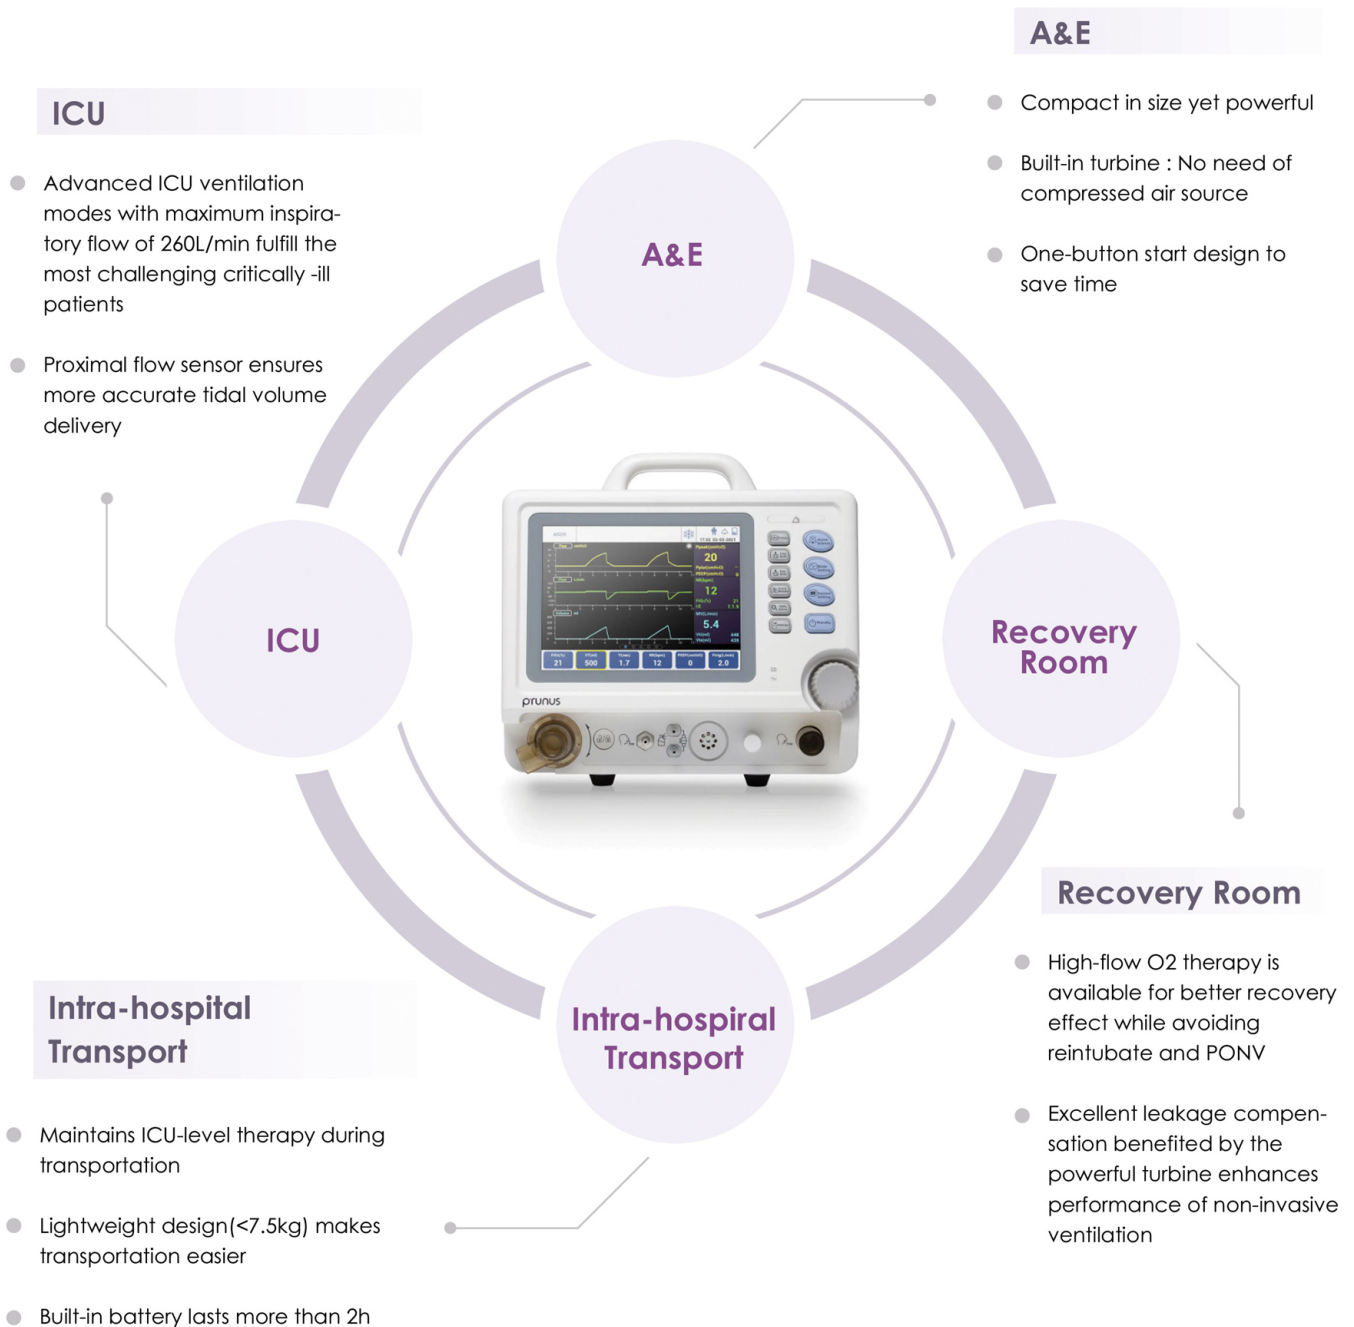 A&E
Compact in size yet powerful
Built-in turbine : No need of
compressed air source
One-button start design to
save time
ICU
Advanced ICU ventilation
modes with maximum inspira-
tory flow of 260L/min fulfill the
most challenging critically -ill
patients
Proximal flow sensor ensures
more accurate tidal volume
delivery
A&E
ICU
Recovery
Room
Intra-hospiral
Transport
20
12
5.4
21
500
1.7
12
0
2.0
prunus
Recovery Room
High-flow O2 therapy is
available for better recovery
effect while avoiding
reintubate and PONV
Excellent leakage compen-
sation benefited by the
powerful turbine enhances
performance of non-invasive
ventilation
Intra-hospital
Transport
Maintains ICU-level therapy during
transportation
Lightweight design(<7.5kg) makes
transportation easier
Built-in battery lasts more than 2h